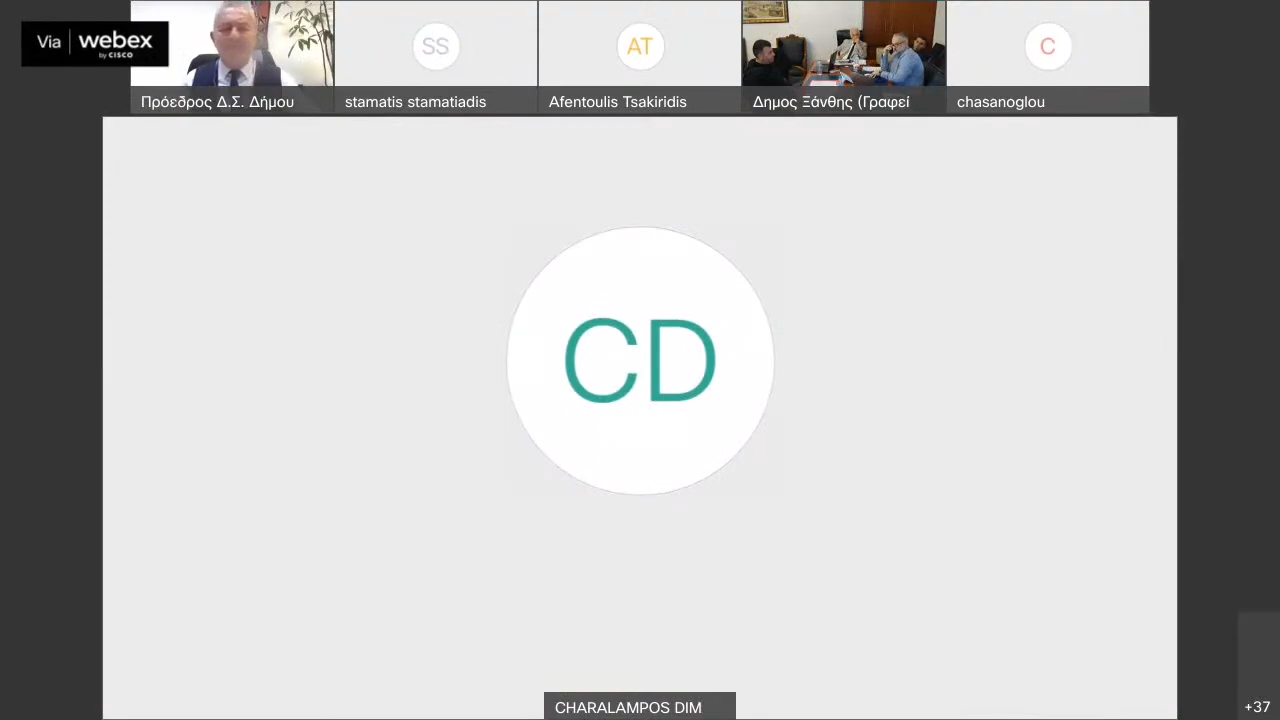 Via webex
by CISCO
SS
AT
C
Πρόεδρος Δ.Σ. Δήμου
stamatis stamatiadis
Afentoulis Tsakiridis
Δημος Ξάνθης (Γραφεί
chasanoglou
CD
CHARALAMPOS DIM
+37